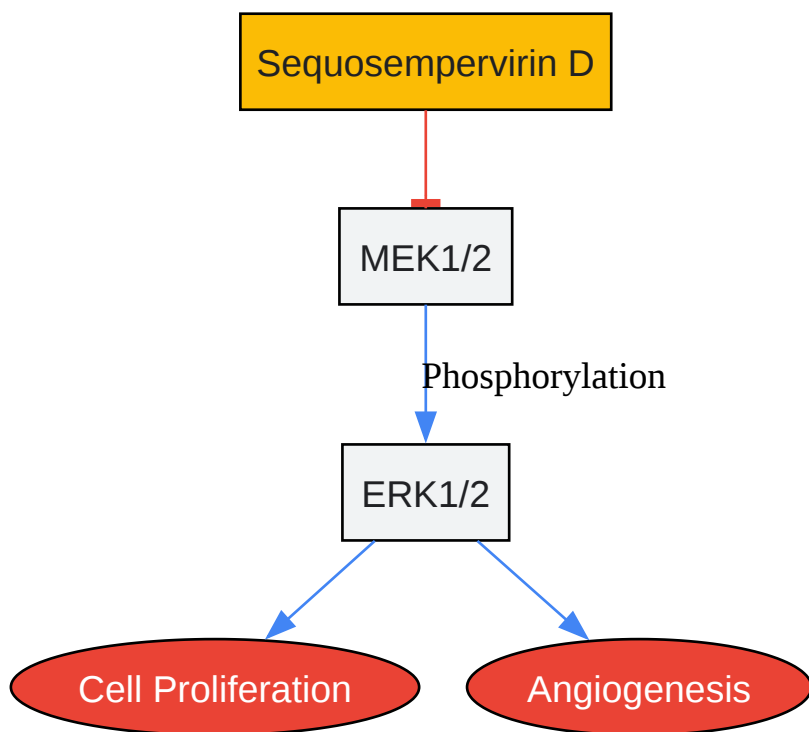 Sequosempervirin D
MEK1/2
Phosphorylation
ERK1/2
Cell Proliferation
Angiogenesis